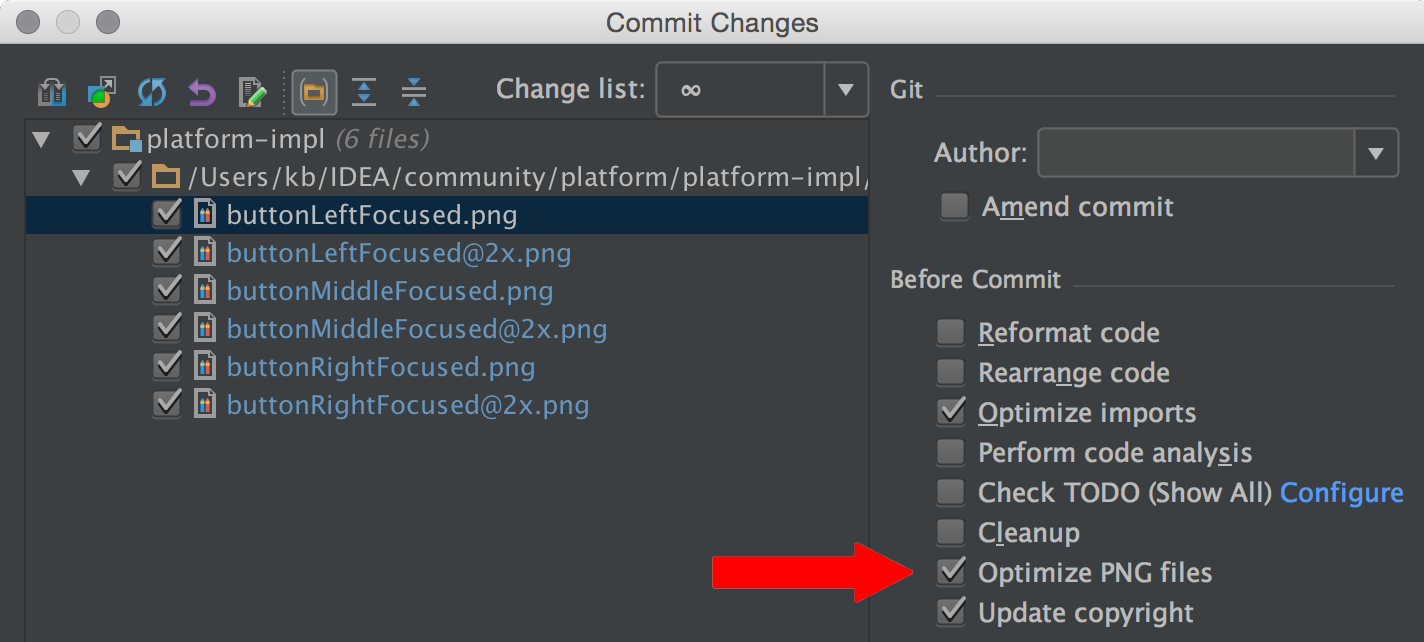 Commit Changes
Change list: ∞
platform-impl (6 files)
/Users/kb/IDEA/community/platform/platform-impl/
buttonLeftFocused.png
buttonLeftFocused@2x.png
buttonMiddleFocused.png
buttonMiddleFocused@2x.png
buttonRightFocused.png
buttonRightFocused@2x.png
Git
Author:
Amend commit
Before Commit
Reformat code
Rearrange code
Optimize imports
Perform code analysis
Check TODO (Show All) Configure
Cleanup
Optimize PNG files
Update copyright